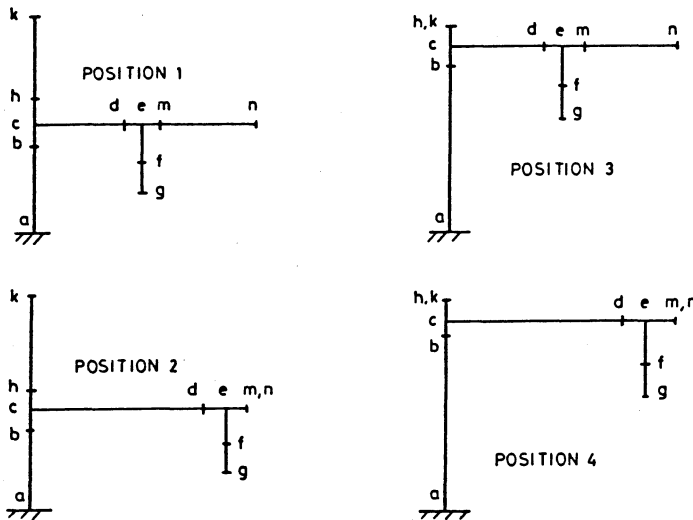 k
POSITION 1
h
d e m n
c
b
f
g
a
h,k
d e m n
c
b
f
g
POSITION 3
a
k
POSITION 2
h
d e m,n
c
b
f
g
a
h,k
d e m,n
c
b
f
g
POSITION 4
a